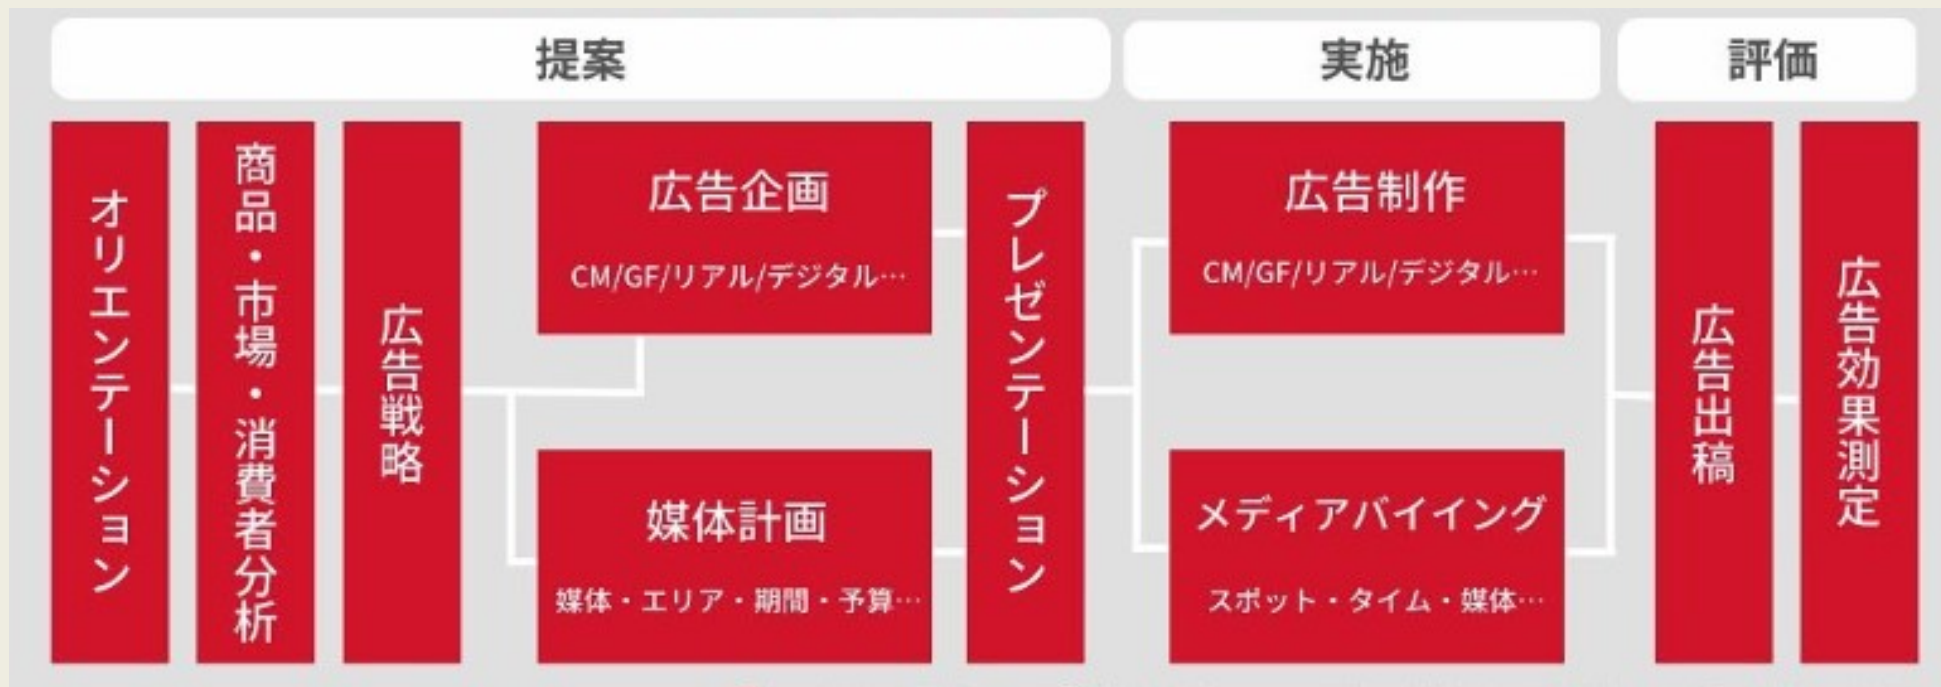 提案
実施
評価
オリエンテーション
商品・市場・消費者分析
広告戦略
広告企画
CM/GF/リアル/デジタル…
媒体計画
媒体・エリア・期間・予算…
プレゼンテーション
広告制作
CM/GF/リアル/デジタル…
メディアバイイング
スポット・タイム・媒体…
広告出稿
広告効果測定